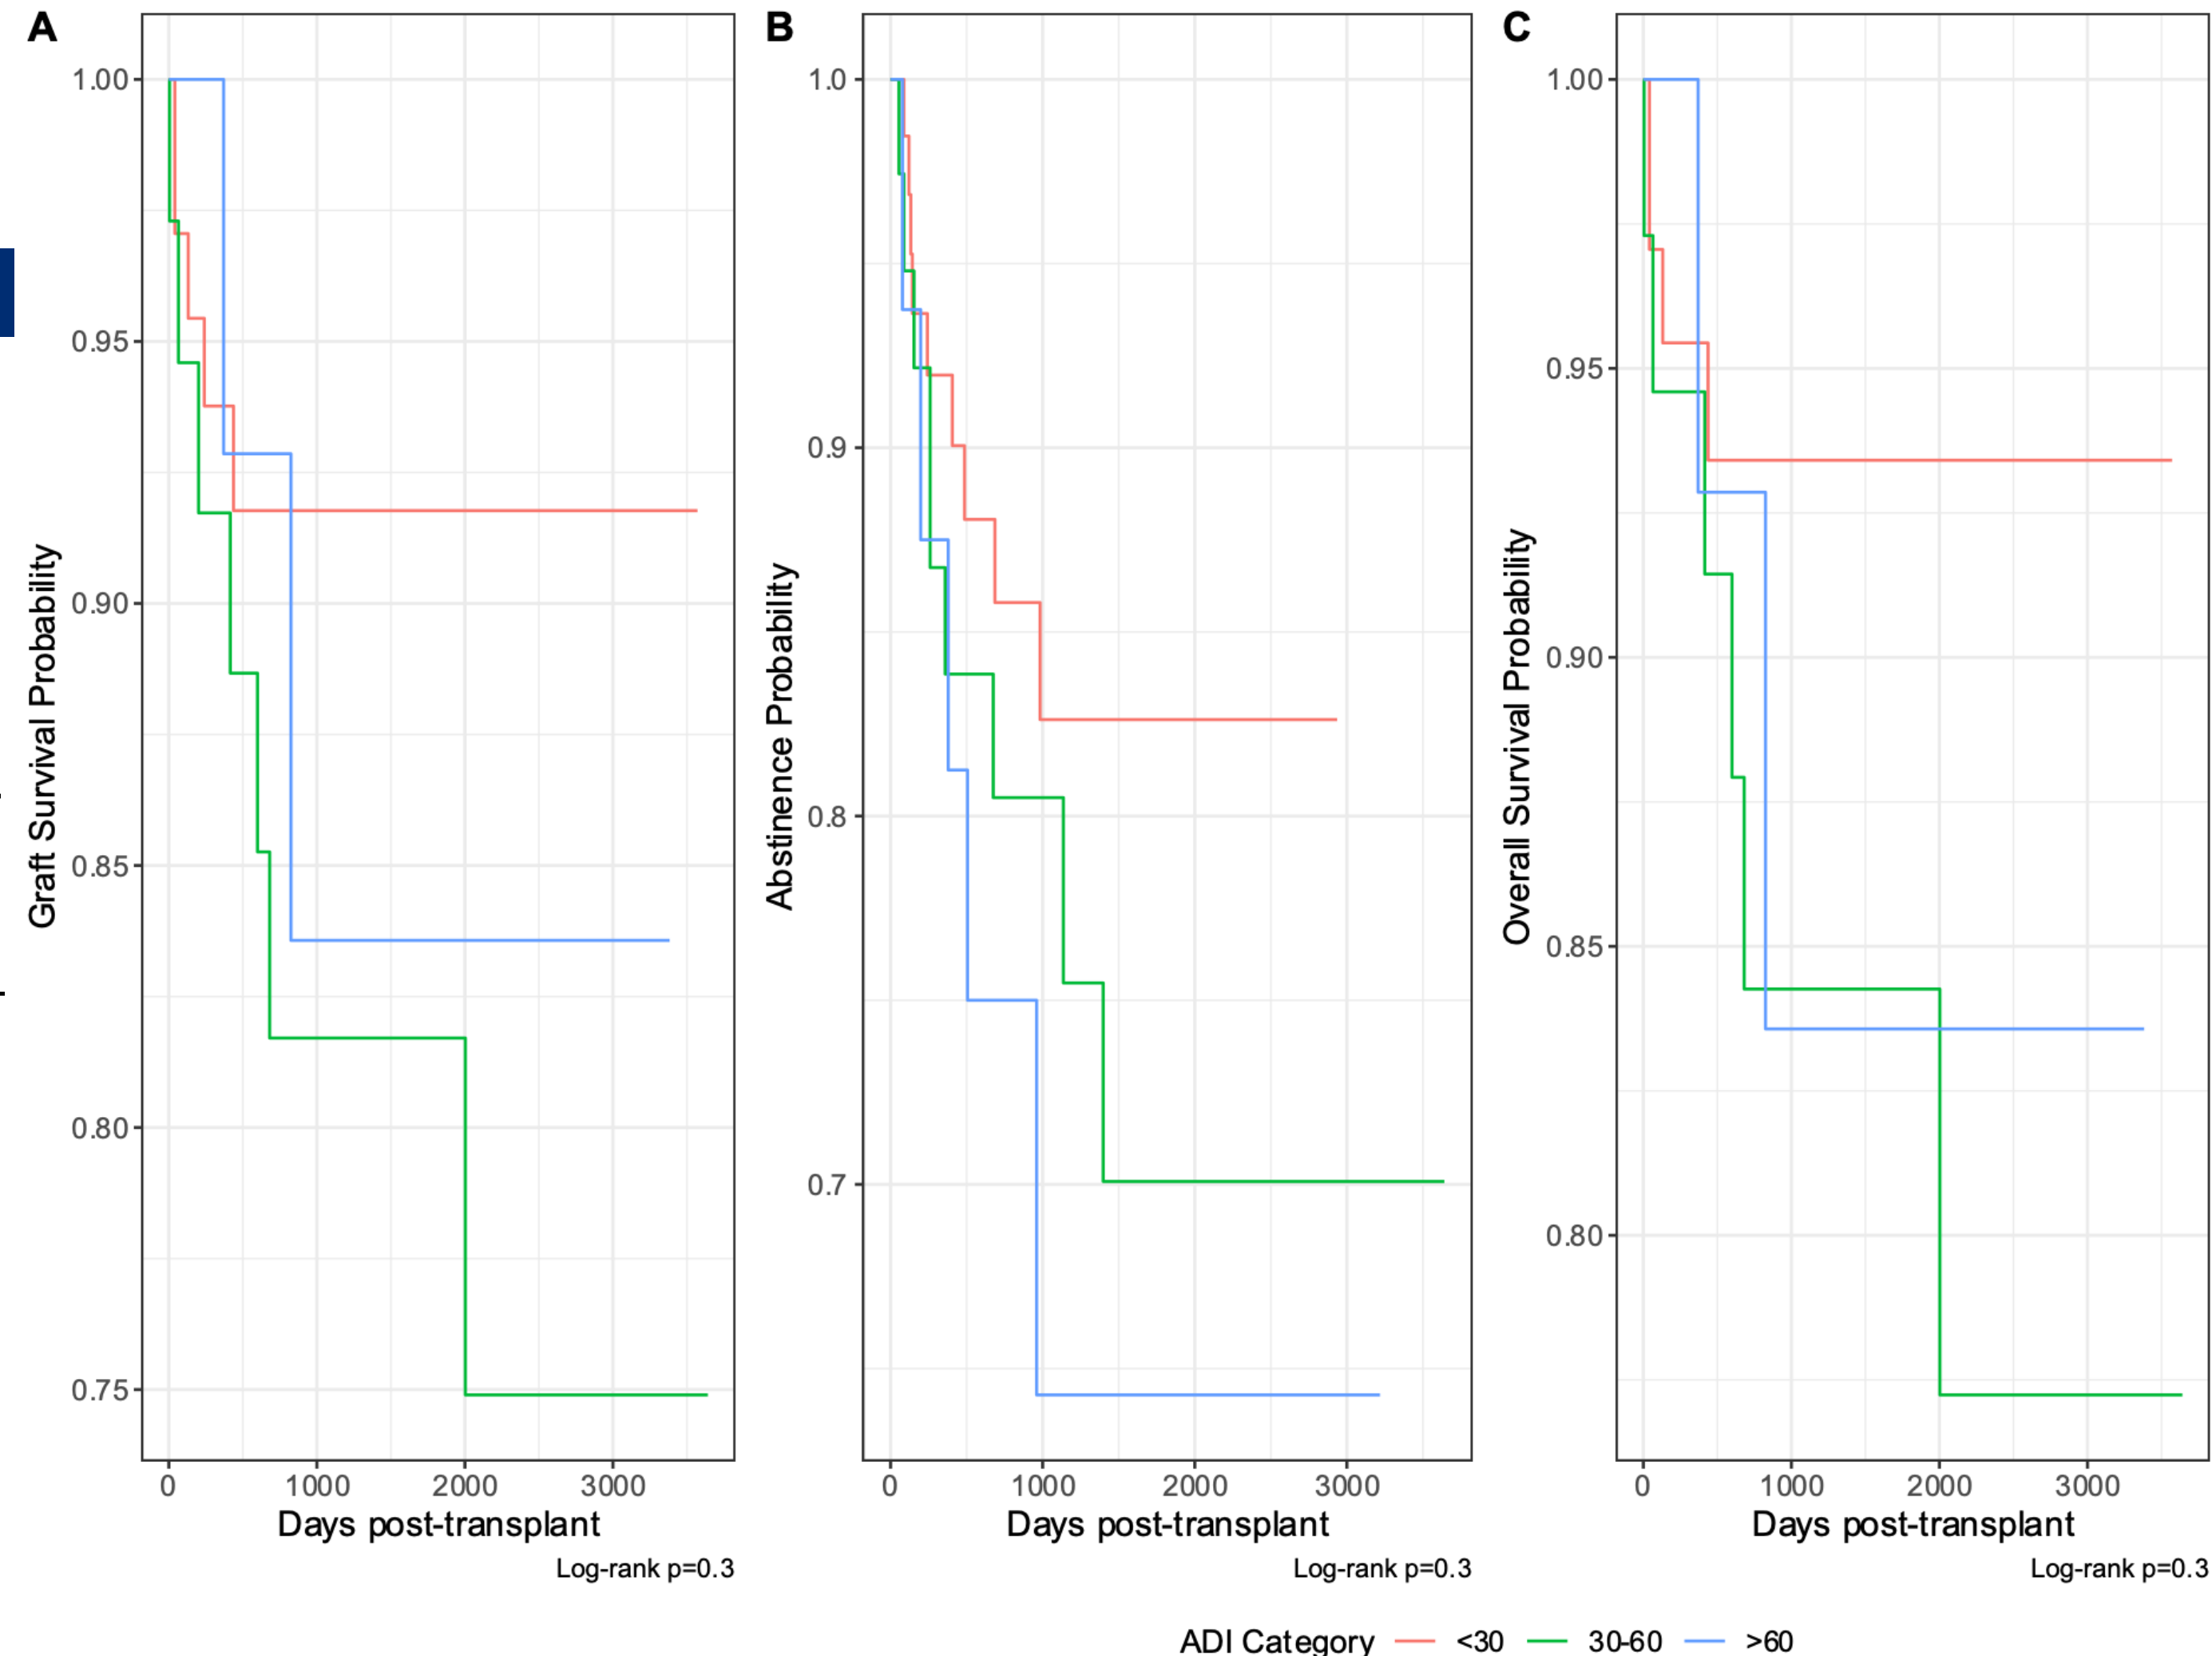 A
Graft Survival Probability
1.00
0.95
0.90
0.85
0.80
0.75
0 1000 2000 3000
Days post-transplant
Log-rank p=0.3
B
Abstinence Probability
1.0
0.9
0.8
0.7
0 1000 2000 3000
Days post-transplant
Log-rank p=0.3
C
Overall Survival Probability
1.00
0.95
0.90
0.85
0.80
0 1000 2000 3000
Days post-transplant
Log-rank p=0.3
ADI Category <30 30-60 >60